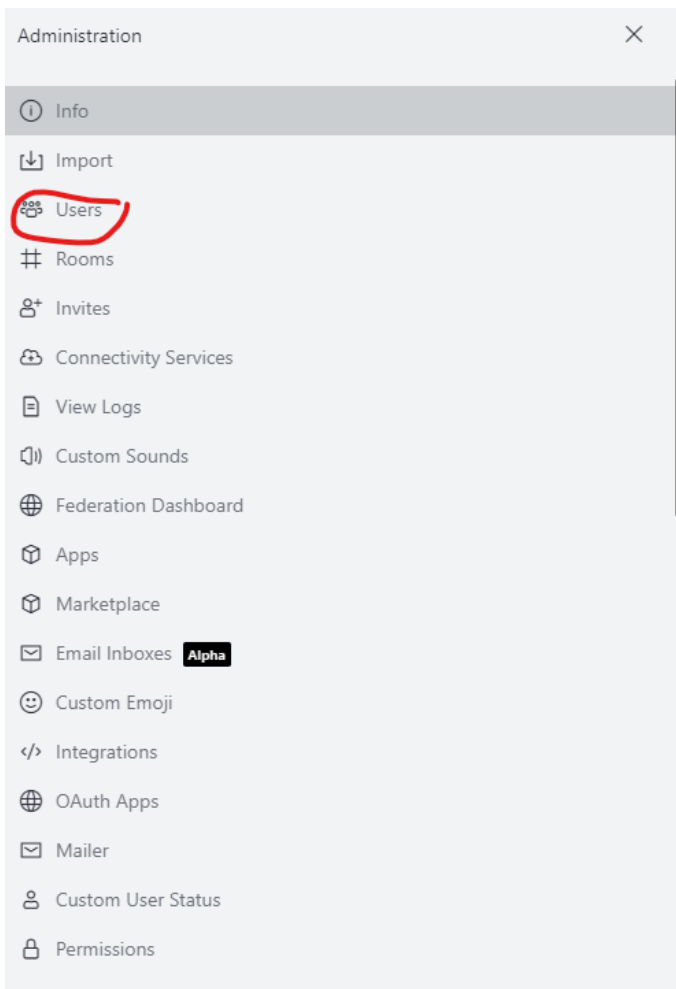 Administration
Info
Import
Users
Rooms
Invites
Connectivity Services
View Logs
Custom Sounds
Federation Dashboard
Apps
Marketplace
Email Inboxes Alpha
Custom Emoji
Integrations
OAuth Apps
Mailer
Custom User Status
Permissions